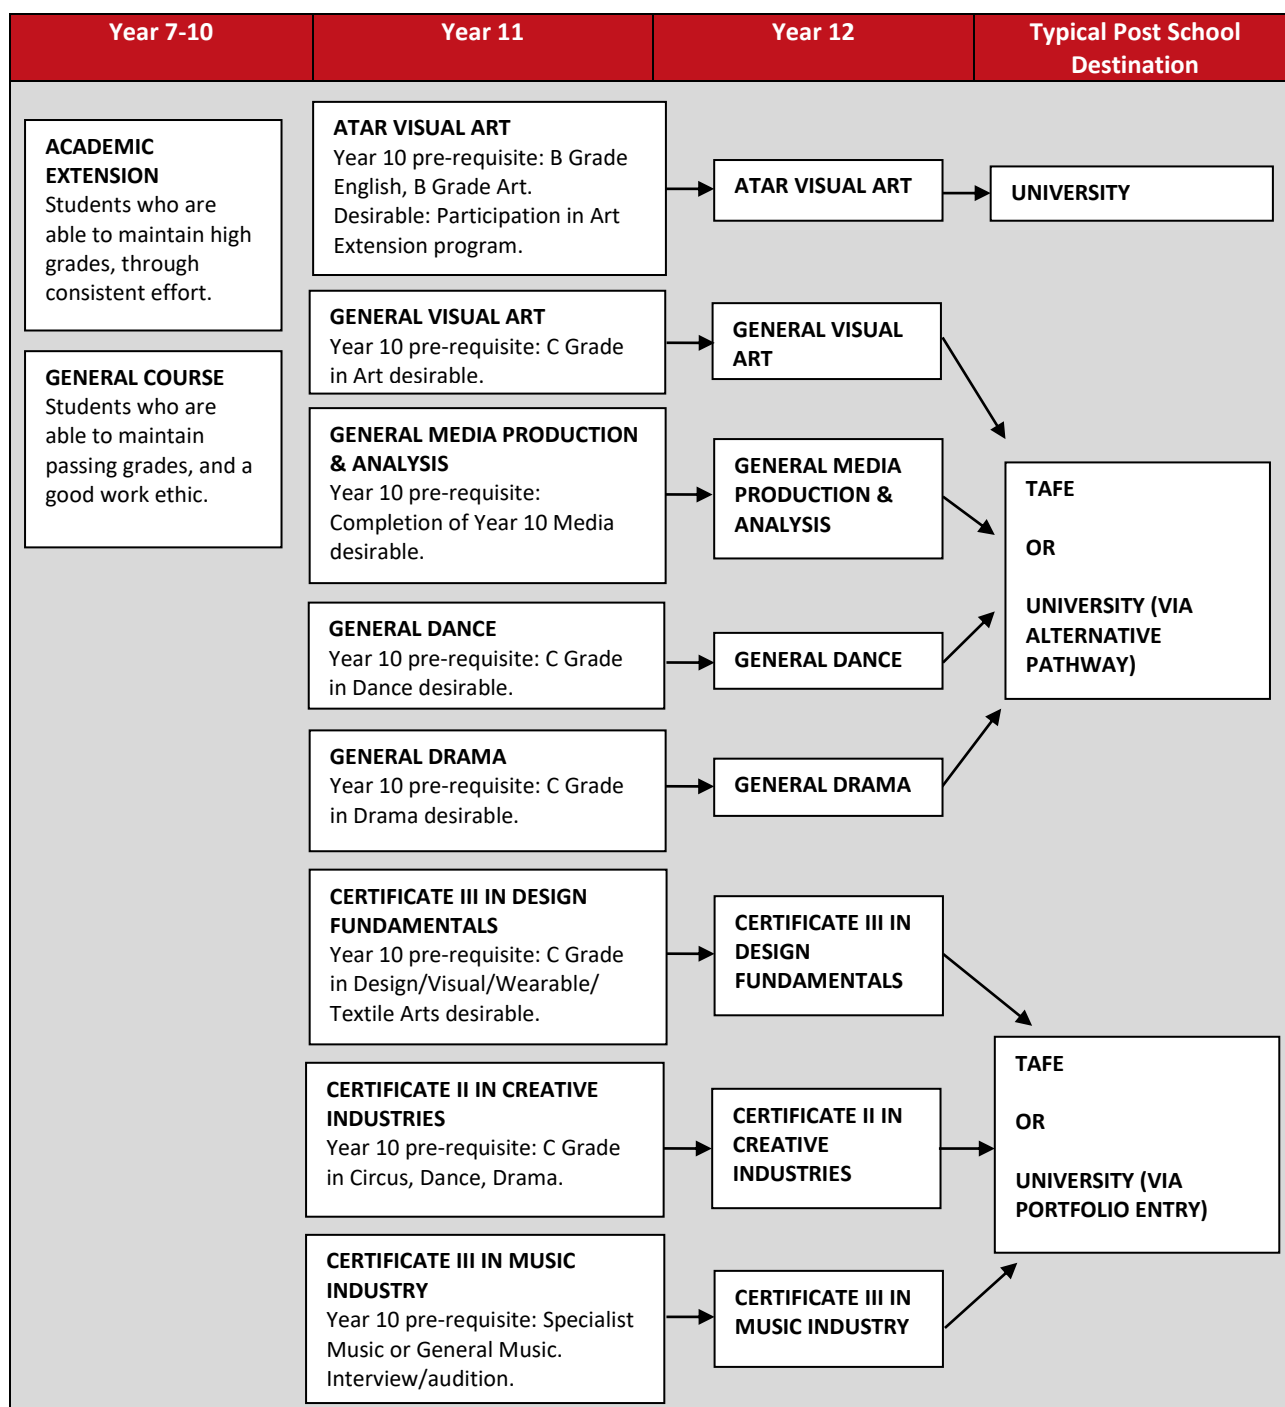 Year 7-10
Year 11
Year 12
Typical Post School
Destination
ACADEMIC
EXTENSION
Students who are
able to maintain high
grades, through
consistent effort.
GENERAL COURSE
Students who are
able to maintain
passing grades, and a
good work ethic.
ATAR VISUAL ART
Year 10 pre-requisite: B Grade
English, B Grade Art.
Desirable: Participation in Art
Extension program.
ATAR VISUAL ART
UNIVERSITY
GENERAL VISUAL ART
Year 10 pre-requisite: C Grade
in Art desirable.
GENERAL VISUAL
ART
GENERAL MEDIA PRODUCTION
& ANALYSIS
Year 10 pre-requisite:
Completion of Year 10 Media
desirable.
GENERAL MEDIA
PRODUCTION &
ANALYSIS
GENERAL DANCE
Year 10 pre-requisite: C Grade
in Dance desirable.
GENERAL DANCE
GENERAL DRAMA
Year 10 pre-requisite: C Grade
in Drama desirable.
GENERAL DRAMA
TAFE
OR
UNIVERSITY (VIA
ALTERNATIVE
PATHWAY)
CERTIFICATE III IN DESIGN
FUNDAMENTALS
Year 10 pre-requisite: C Grade
in Design/Visual/Wearable/
Textile Arts desirable.
CERTIFICATE III IN
DESIGN
FUNDAMENTALS
CERTIFICATE II IN CREATIVE
INDUSTRIES
Year 10 pre-requisite: C Grade
in Circus, Dance, Drama.
CERTIFICATE II IN
CREATIVE
INDUSTRIES
CERTIFICATE III IN MUSIC
INDUSTRY
Year 10 pre-requisite: Specialist
Music or General Music.
Interview/audition.
CERTIFICATE III IN
MUSIC INDUSTRY
TAFE
OR
UNIVERSITY (VIA
PORTFOLIO ENTRY)